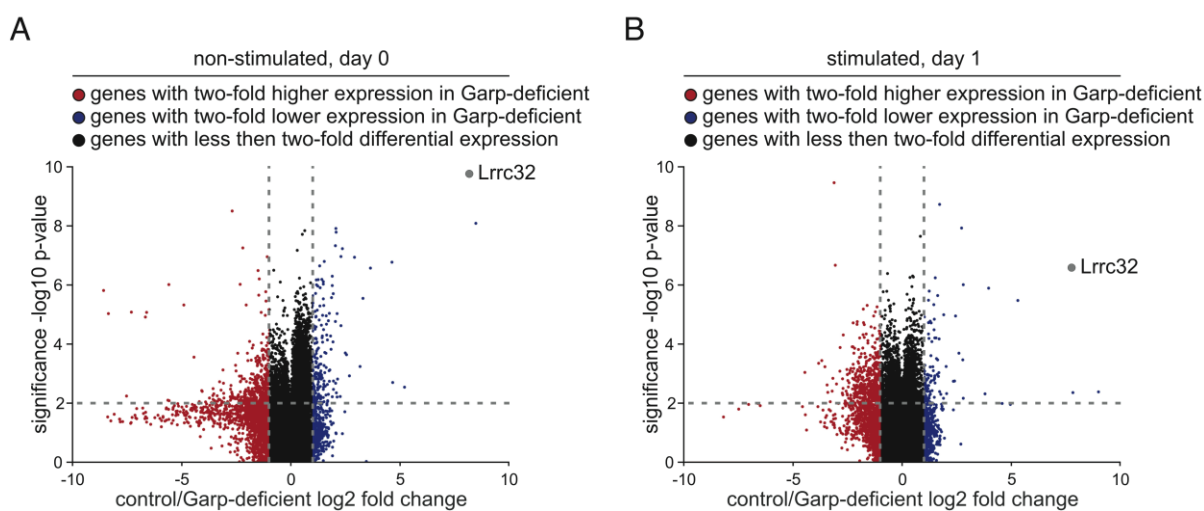 A
non-stimulated, day 0
genes with two-fold higher expression in Garp-deficient
genes with two-fold lower expression in Garp-deficient
genes with less then two-fold differential expression
10
8
6
4
2
0
significance -log10 p-value
Lrrc32
-10
-5
0
5
10
control/Garp-deficient log2 fold change
B
stimulated, day 1
genes with two-fold higher expression in Garp-deficient
genes with two-fold lower expression in Garp-deficient
genes with less then two-fold differential expression
10
8
6
4
2
0
significance -log10 p-value
Lrrc32
-10
-5
0
5
10
control/Garp-deficient log2 fold change